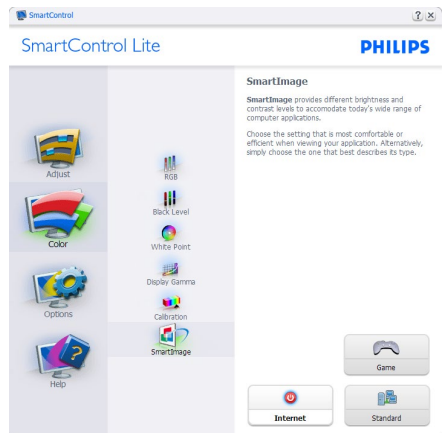 SmartControl
SmartControl Lite
PHILIPS
Adjust
Color
Options
Help
RGB
Black Level
White Point
Display Gamma
Calibration
SmartImage
SmartImage
SmartImage provides different brightness and
contrast levels to accomodate today's wide range of
computer applications.
Choose the setting that is most comfortable or
efficient when viewing your application. Alternatively,
simply choose the one that best describes its type.
Game
Internet
Standard